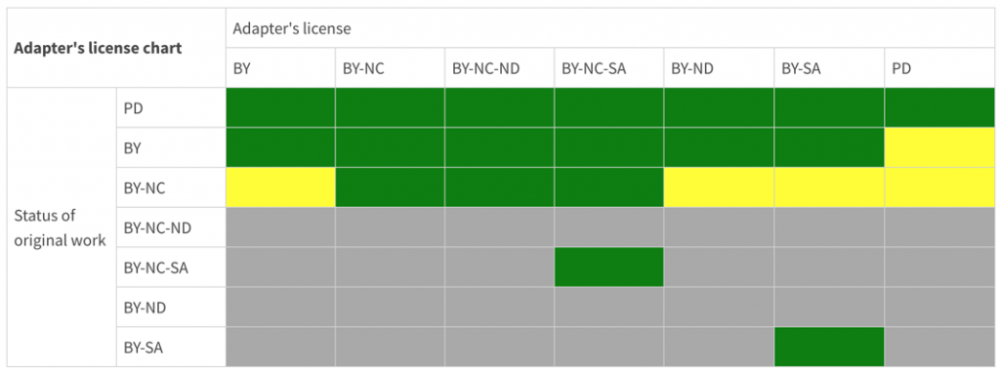 Adapter's license chart
Adapter's license
BY
BY-NC
BY-NC-ND
BY-NC-SA
BY-ND
BY-SA
PD
Status of
original work
PD
BY
BY-NC
BY-NC-ND
BY-NC-SA
BY-ND
BY-SA